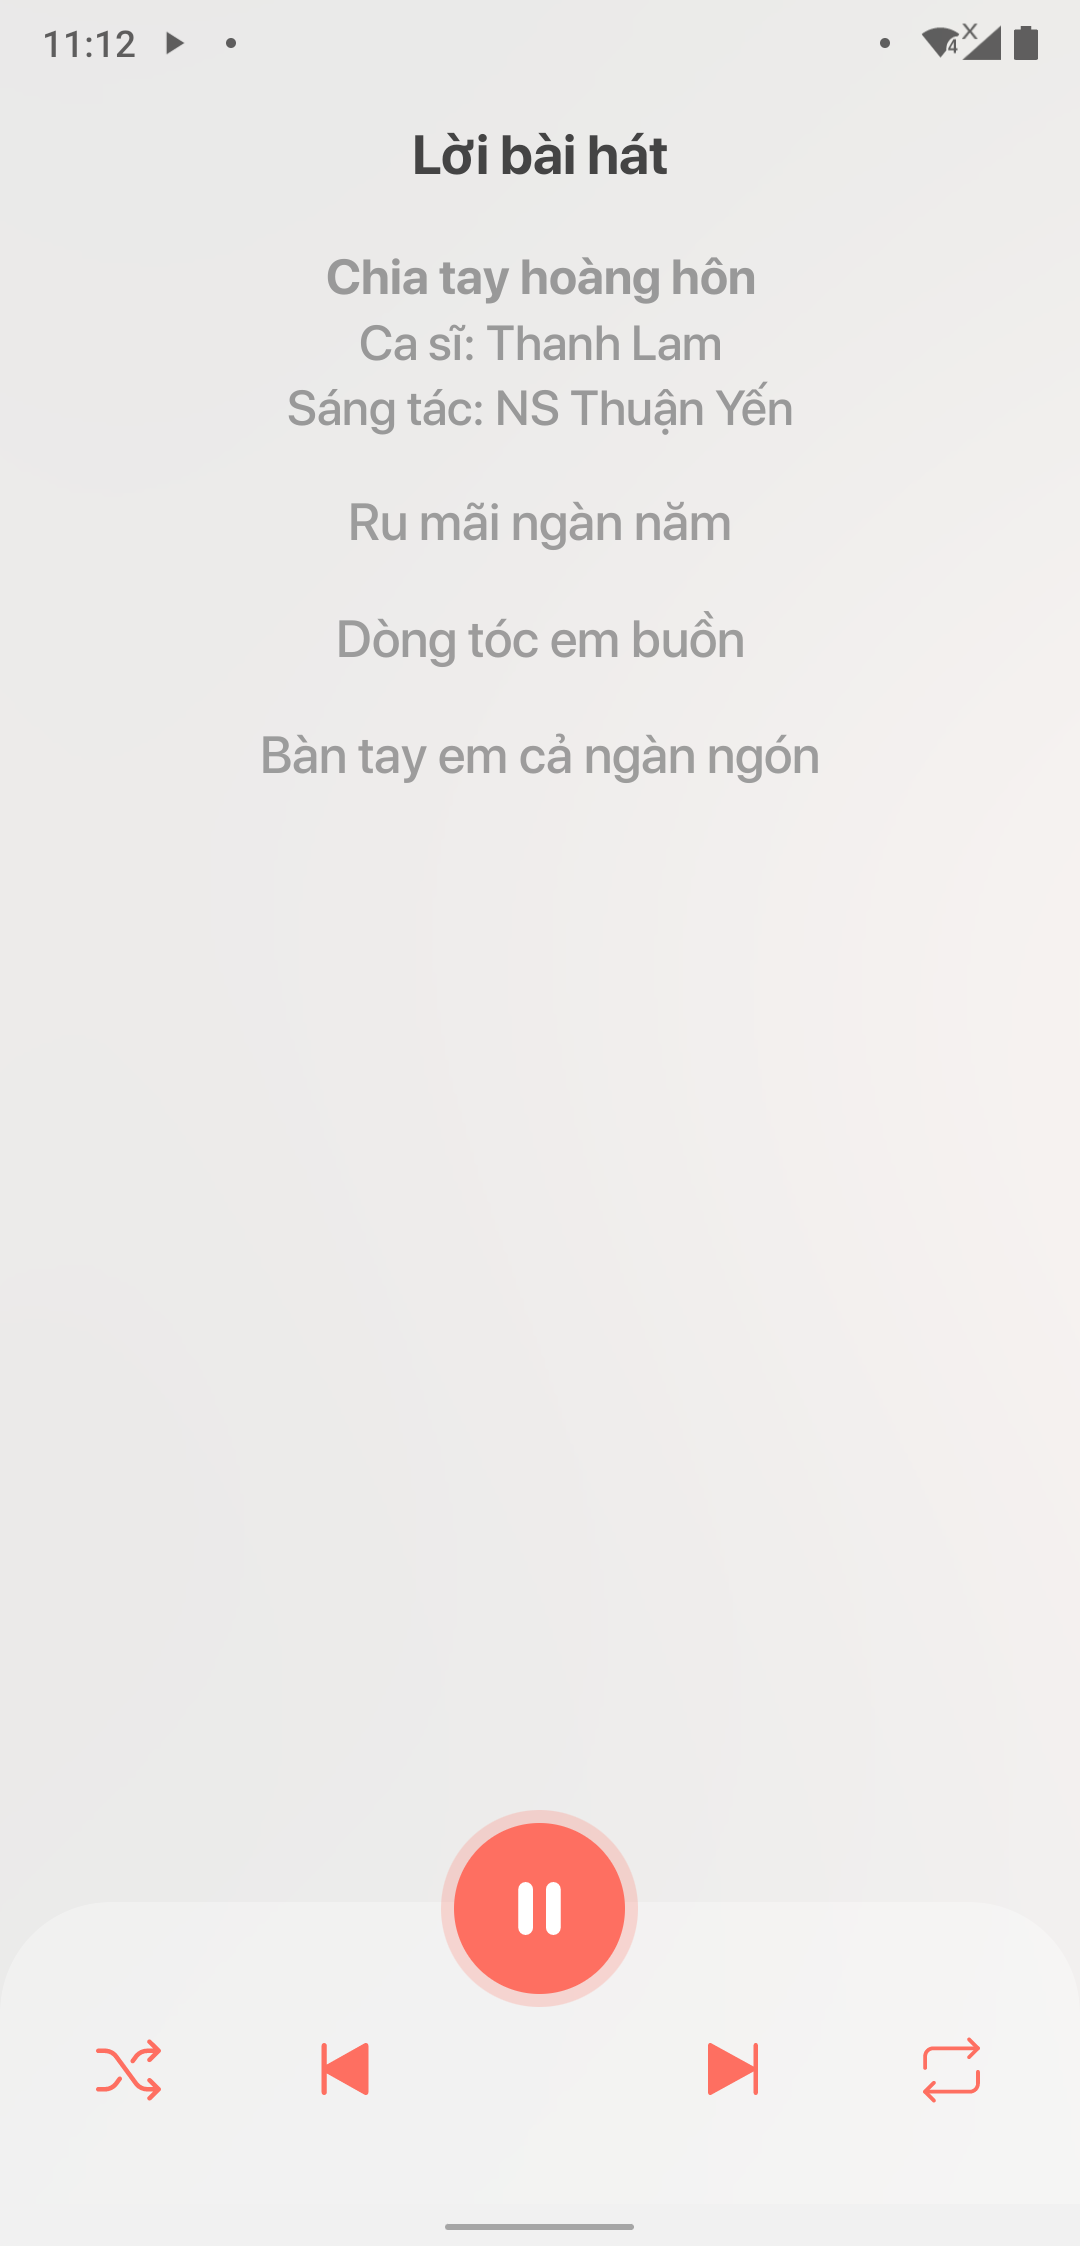 11:12
Lời bài hát
Chia tay hoàng hôn
Ca sĩ: Thanh Lam
Sáng tác: NS Thuận Yến
Ru mãi ngàn năm
Dòng tóc em buồn
Bàn tay em cả ngàn ngón